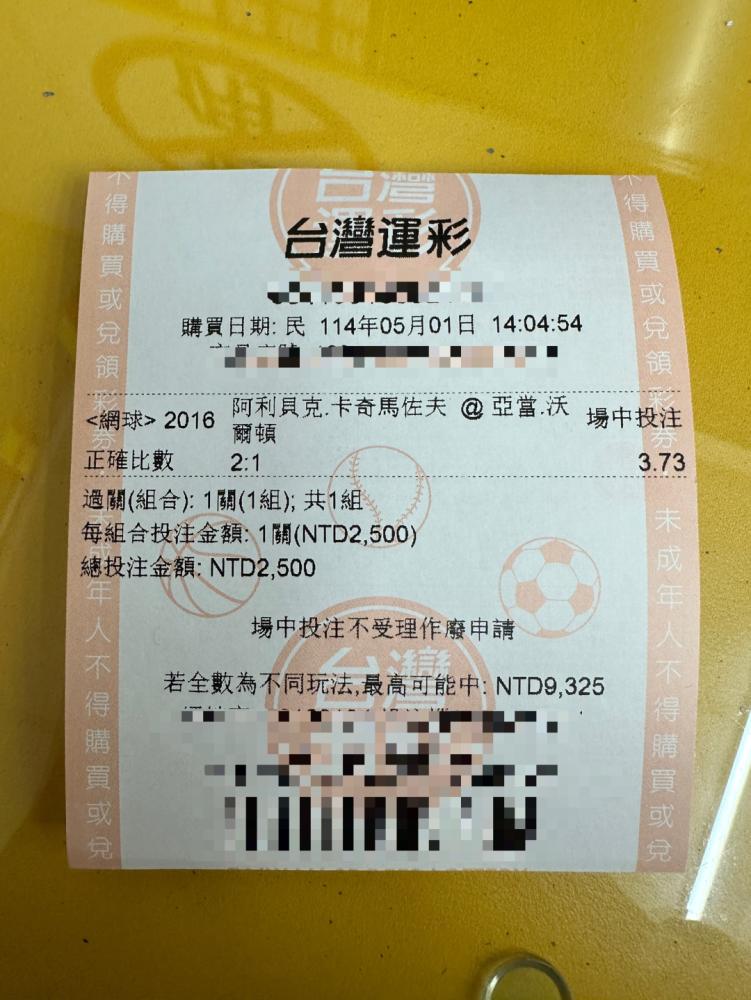 台灣
運彩
台灣運彩
購買日期: 民 114年05月01日 14:04:54
<網球> 2016 阿利貝克.卡奇馬佐夫 @ 亞當.沃 場中投注
爾頓
正確比數 2:1 3.73
過關(組合): 1關(1組); 共1組
每組合投注金額: 1關(NTD2,500)
總投注金額: NTD2,500
場中投注不受理作廢申請
台灣
若全數為不同玩法,最高可能中: NTD9,325
不得購買或兌領彩券
未成年人不得購買或兌
不得購買或兌領彩券
未成年人不得購買或兌